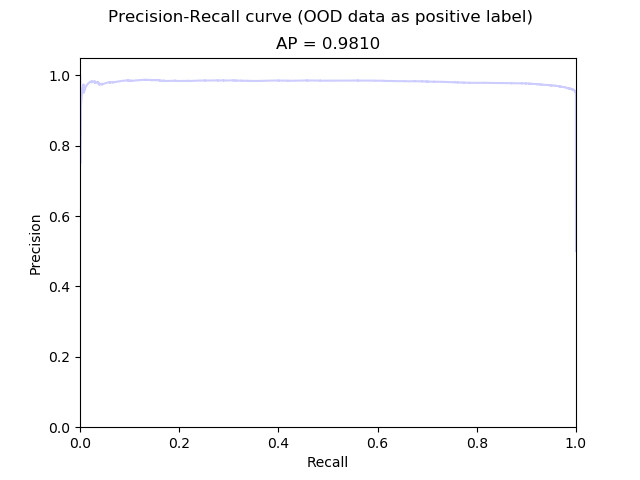 Precision-Recall curve (OOD data as positive label)
AP = 0.9810
1.0
0.8
0.6
0.4
0.2
0.0
Precision
0.0 0.2 0.4 0.6 0.8 1.0
Recall